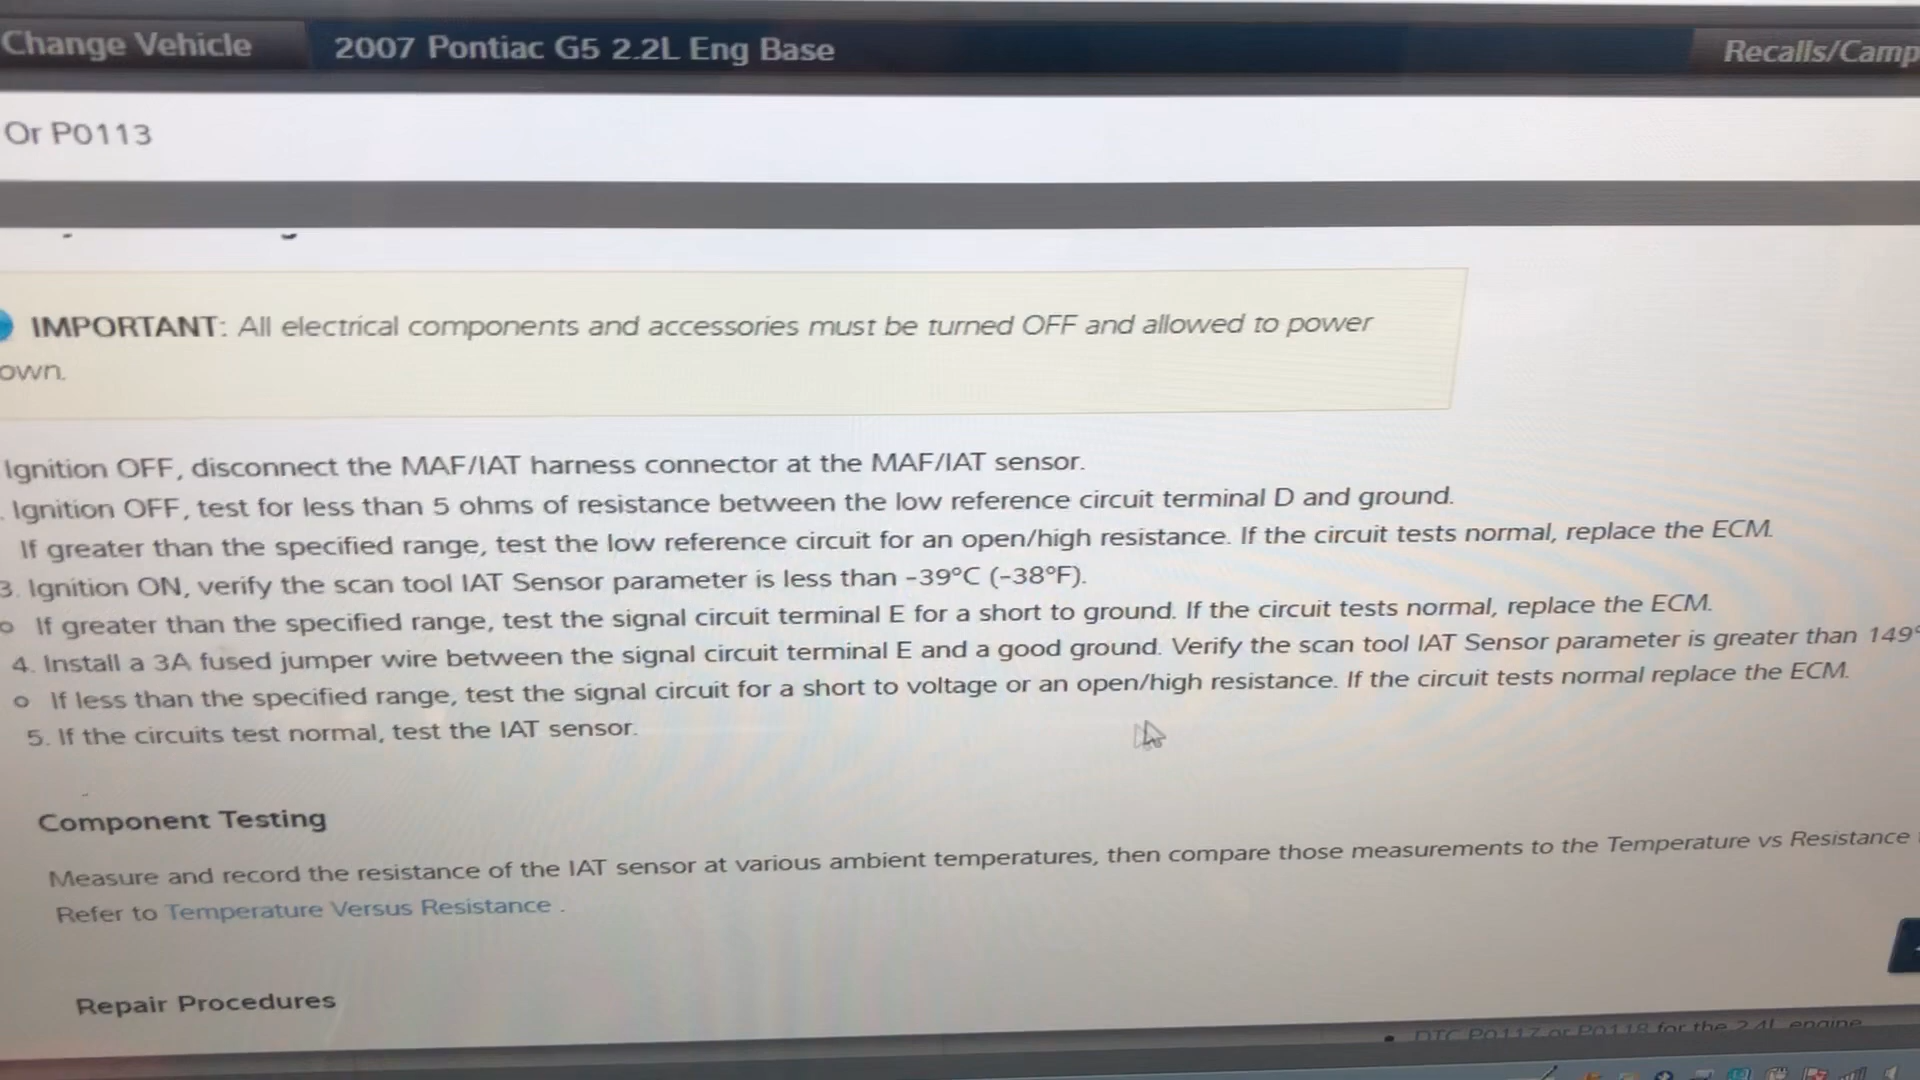 Change Vehicle
2007 Pontiac G5 2.2L Eng Base
Recalls/Camp
Or P0113
IMPORTANT: All electrical components and accessories must be turned OFF and allowed to power
own.
Ignition OFF, disconnect the MAF/IAT harness connector at the MAF/IAT sensor.
. Ignition OFF, test for less than 5 ohms of resistance between the low reference circuit terminal D and ground.
If greater than the specified range, test the low reference circuit for an open/high resistance. If the circuit tests normal, replace the ECM.
3. Ignition ON, verify the scan tool IAT Sensor parameter is less than -39°C (-38°F).
o If greater than the specified range, test the signal circuit terminal E for a short to ground. If the circuit tests normal, replace the ECM.
4. Install a 3A fused jumper wire between the signal circuit terminal E and a good ground. Verify the scan tool IAT Sensor parameter is greater than 149°
o If less than the specified range, test the signal circuit for a short to voltage or an open/high resistance. If the circuit tests normal replace the ECM.
5. If the circuits test normal, test the IAT sensor.
Component Testing
Measure and record the resistance of the IAT sensor at various ambient temperatures, then compare those measurements to the Temperature vs Resistance
Refer to Temperature Versus Resistance .
Repair Procedures
• DTC P0117 or P0118 for the 2.4L engine